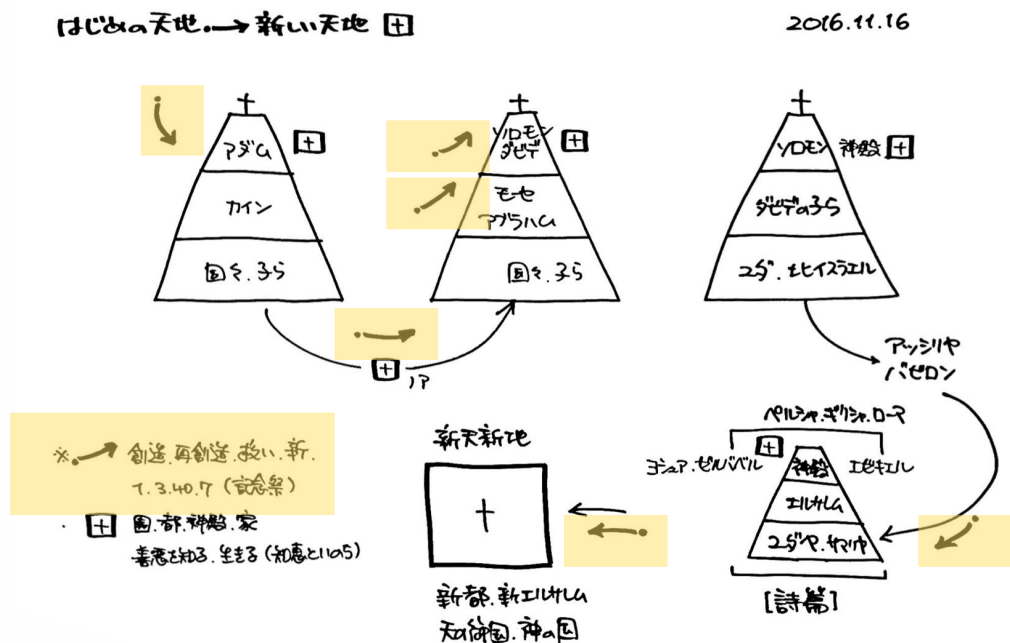 はじめの天地.→新しい天地 田
2016.11.16
アダム
カイン
国々.子ら
ソロモン
ダビデ
モーセ
アブラハム
国々.子ら
ソロモン 神殿
ダビデの子ら
ユダ.北イスラエル
ノア
アッシリヤ
バビロン
ペルシャ.ギリシャ.ローマ
ヨシュア.ゼルバベル
神殿
エゼキエル
エルサレム
ユダヤ.サマリヤ
[詩篇]
新天新地
新都.新エルサレム
天の御国.神の国
※.→ 創造.再創造.救い.新.
1.3.40.7 (記念祭)
国.都.神殿.家
善悪を知る.生きる(知恵といのち)